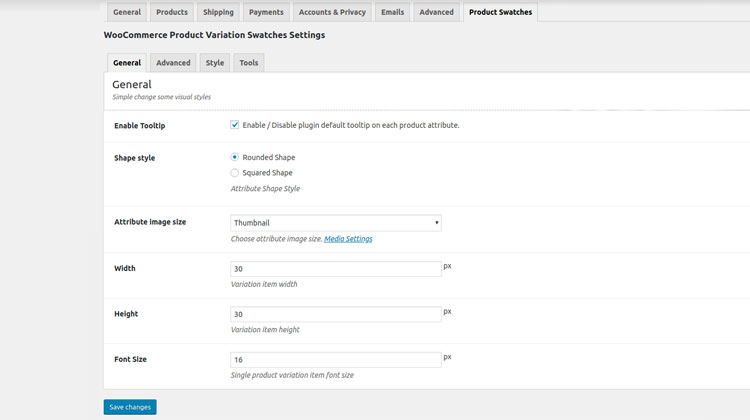 General Products Shipping Payments Accounts & Privacy Emails Advanced Product Swatches
WooCommerce Product Variation Swatches Settings
General Advanced Style Tools
General
Simple change some visual styles
Enable Tooltip Enable / Disable plugin default tooltip on each product attribute.
Shape style Rounded Shape
Squared Shape
Attribute Shape Style
Attribute image size Thumbnail
Choose attribute image size. Media Settings
Width 30 px
Variation item width
Height 30 px
Variation item height
Font Size 16 px
Single product variation item font size
Save changes